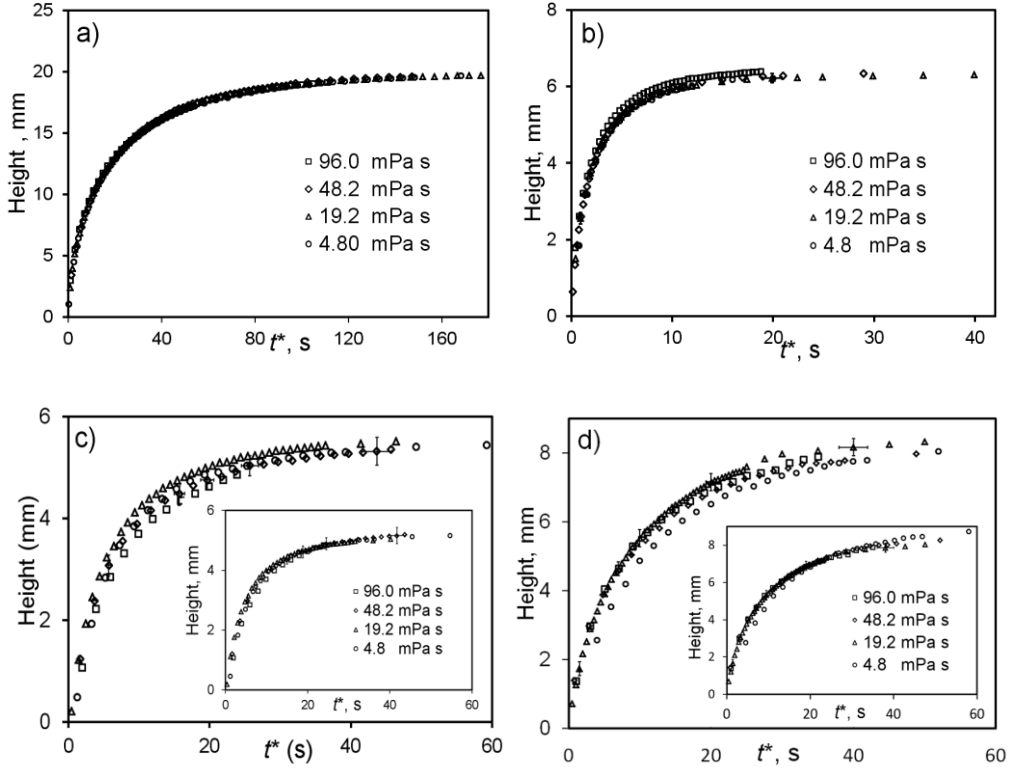 a)
25
20
15
10
5
0
Height , mm
96.0 mPa s
48.2 mPa s
19.2 mPa s
4.80 mPa s
0 40 80 120 160
t*, s
b)
8
6
4
2
0
Height, mm
96.0 mPa s
48.2 mPa s
19.2 mPa s
4.8 mPa s
0 10 20 30 40
t*, s
c)
6
4
2
0
Height (mm)
6
4
2
0
Height, mm
96.0 mPa s
48.2 mPa s
19.2 mPa s
4.8 mPa s
0 20 40 60
t*, s
0 20 40 60
t* (s)
d)
8
6
4
2
0
Height, mm
8
6
4
2
0
Height, mm
96.0 mPa s
48.2 mPa s
19.2 mPa s
4.8 mPa s
0 20 40 60
t*, s
0 20 40 60
t*, s